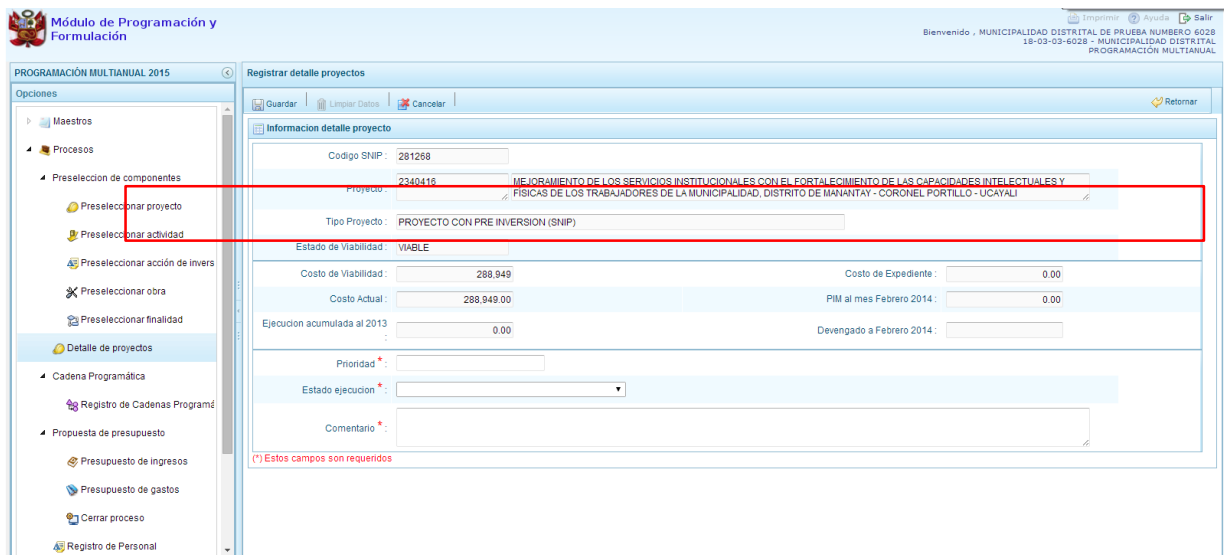 Módulo de Programación y
Formulación
Imprimir Ayuda Salir
Bienvenido , MUNICIPALIDAD DISTRITAL DE PRUEBA NUMBERO 6028
18-03-03-6028 - MUNICIPALIDAD DISTRITAL
PROGRAMACIÓN MULTIANUAL
PROGRAMACIÓN MULTIANUAL 2015
Opciones
Maestros
Procesos
Preseleccion de componentes
Preseleccionar proyecto
Preseleccionar actividad
Preseleccionar acción de invers
Preseleccionar obra
Preseleccionar finalidad
Detalle de proyectos
Cadena Programática
Registro de Cadenas Programá
Propuesta de presupuesto
Presupuesto de ingresos
Presupuesto de gastos
Cerrar proceso
Registro de Personal
Registrar detalle proyectos
Guardar Limpiar Datos Cancelar Retornar
Informacion detalle proyecto
Codigo SNIP : 281268
Proyecto : 2340416 MEJORAMIENTO DE LOS SERVICIOS INSTITUCIONALES CON EL FORTALECIMIENTO DE LAS CAPACIDADES INTELECTUALES Y
FÍSICAS DE LOS TRABAJADORES DE LA MUNICIPALIDAD, DISTRITO DE MANANTAY - CORONEL PORTILLO - UCAYALI
Tipo Proyecto : PROYECTO CON PRE INVERSION (SNIP)
Estado de Viabilidad : VIABLE
Costo de Viabilidad : 288,949 Costo de Expediente : 0.00
Costo Actual : 288,949.00 PIM al mes Febrero 2014 : 0.00
Ejecucion acumulada al 2013
: 0.00 Devengado a Febrero 2014 :
Prioridad * :
Estado ejecucion * :
Comentario * :
(*) Estos campos son requeridos